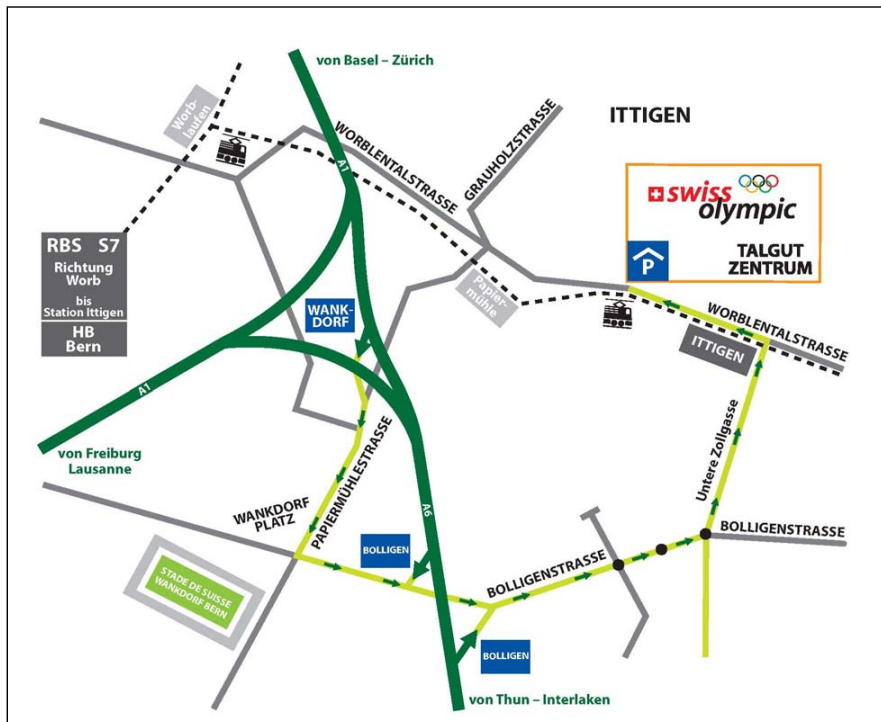 von Basel – Zürich
Worb-
laufen
A1
WORBLENTALSTRASSE
GRAUHOLZSTRASSE
ITTIGEN
swiss
olympic
P
TALGUT
ZENTRUM
RBS S7
Richtung
Worb
bis
Station Ittigen
HB
Bern
Papier-
mühle
WANK-
DORF
WORBLENTALSTRASSE
ITTIGEN
A1
von Freiburg
Lausanne
Untere Zollgasse
PAPIERMÜHLESTRASSE
WANKDORF
PLATZ
A6
BOLLIGEN
BOLLIGENSTRASSE
BOLLIGENSTRASSE
STADE DE SUISSE
WANKDORF BERN
BOLLIGEN
von Thun – Interlaken